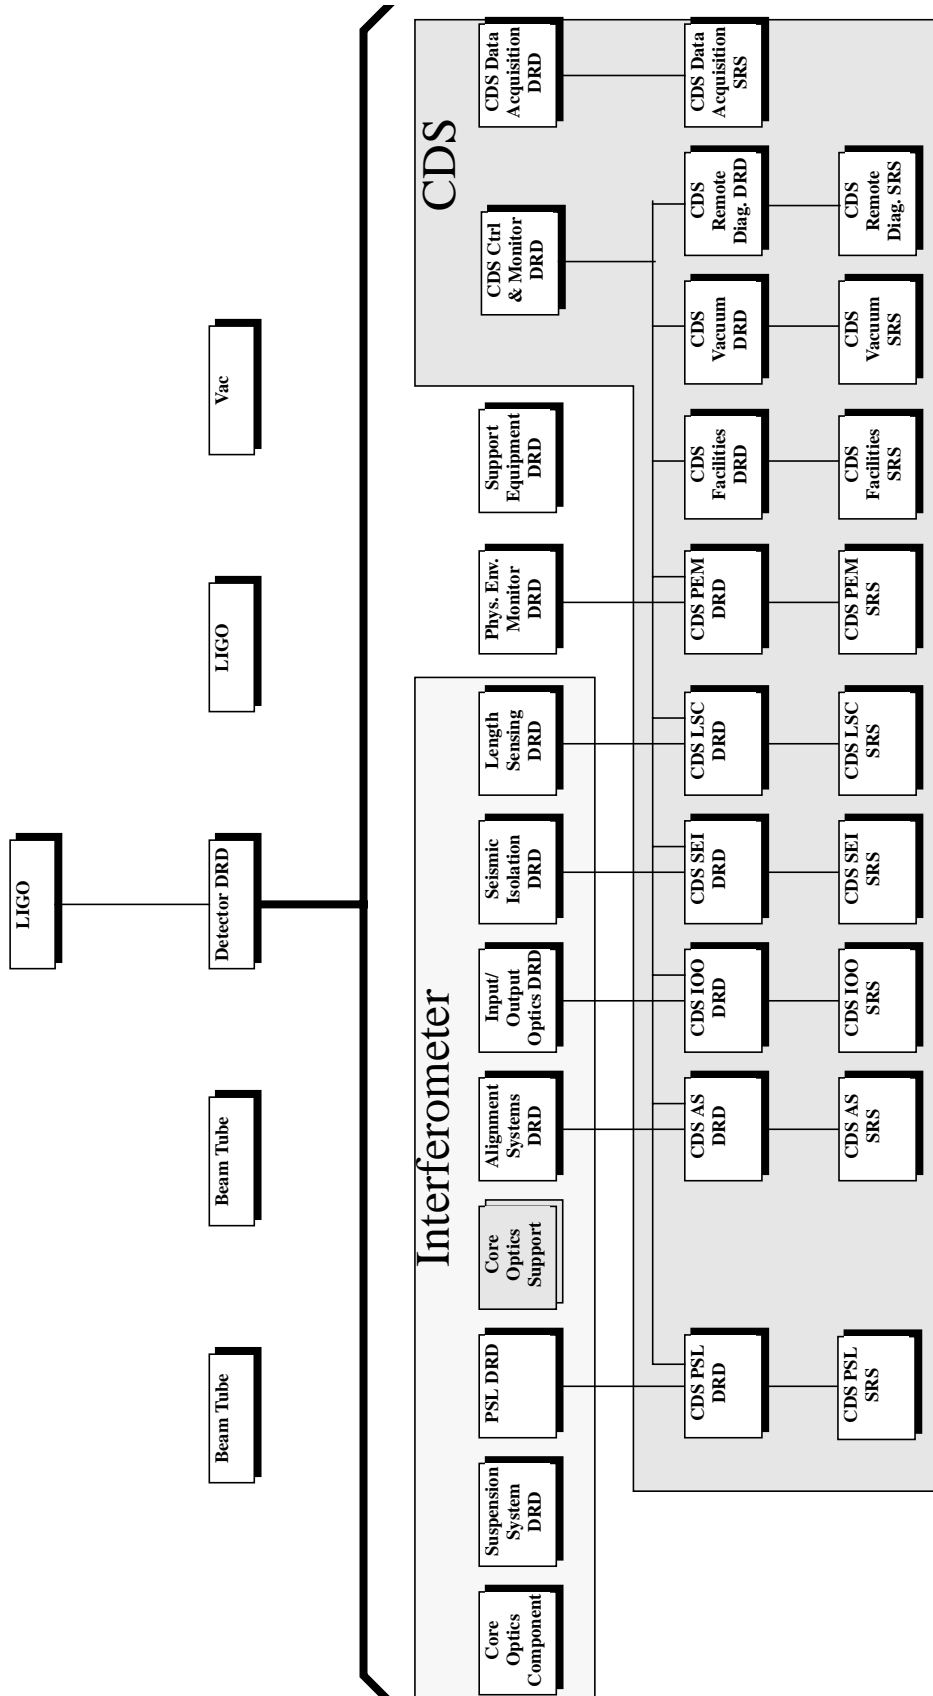 LIGO
Beam Tube
Beam Tube
Detector DRD
LIGO
Vac
Interferometer
CDS
Core
Optics
Component
Suspension
System
DRD
PSL DRD
Core
Optics
Support
Alignment
Systems
DRD
Input/
Output
Optics DRD
Seismic
Isolation
DRD
Length
Sensing
DRD
Phys. Env.
Monitor
DRD
Support
Equipment
DRD
CDS Ctrl
& Monitor
DRD
CDS Data
Acquisition
DRD
CDS PSL
DRD
CDS AS
DRD
CDS IOO
DRD
CDS SEI
DRD
CDS LSC
DRD
CDS PEM
DRD
CDS
Facilities
DRD
CDS
Vacuum
DRD
CDS
Remote
Diag. DRD
CDS Data
Acquisition
SRS
CDS PSL
SRS
CDS AS
SRS
CDS IOO
SRS
CDS SEI
SRS
CDS LSC
SRS
CDS PEM
SRS
CDS
Facilities
SRS
CDS
Vacuum
SRS
CDS
Remote
Diag. SRS